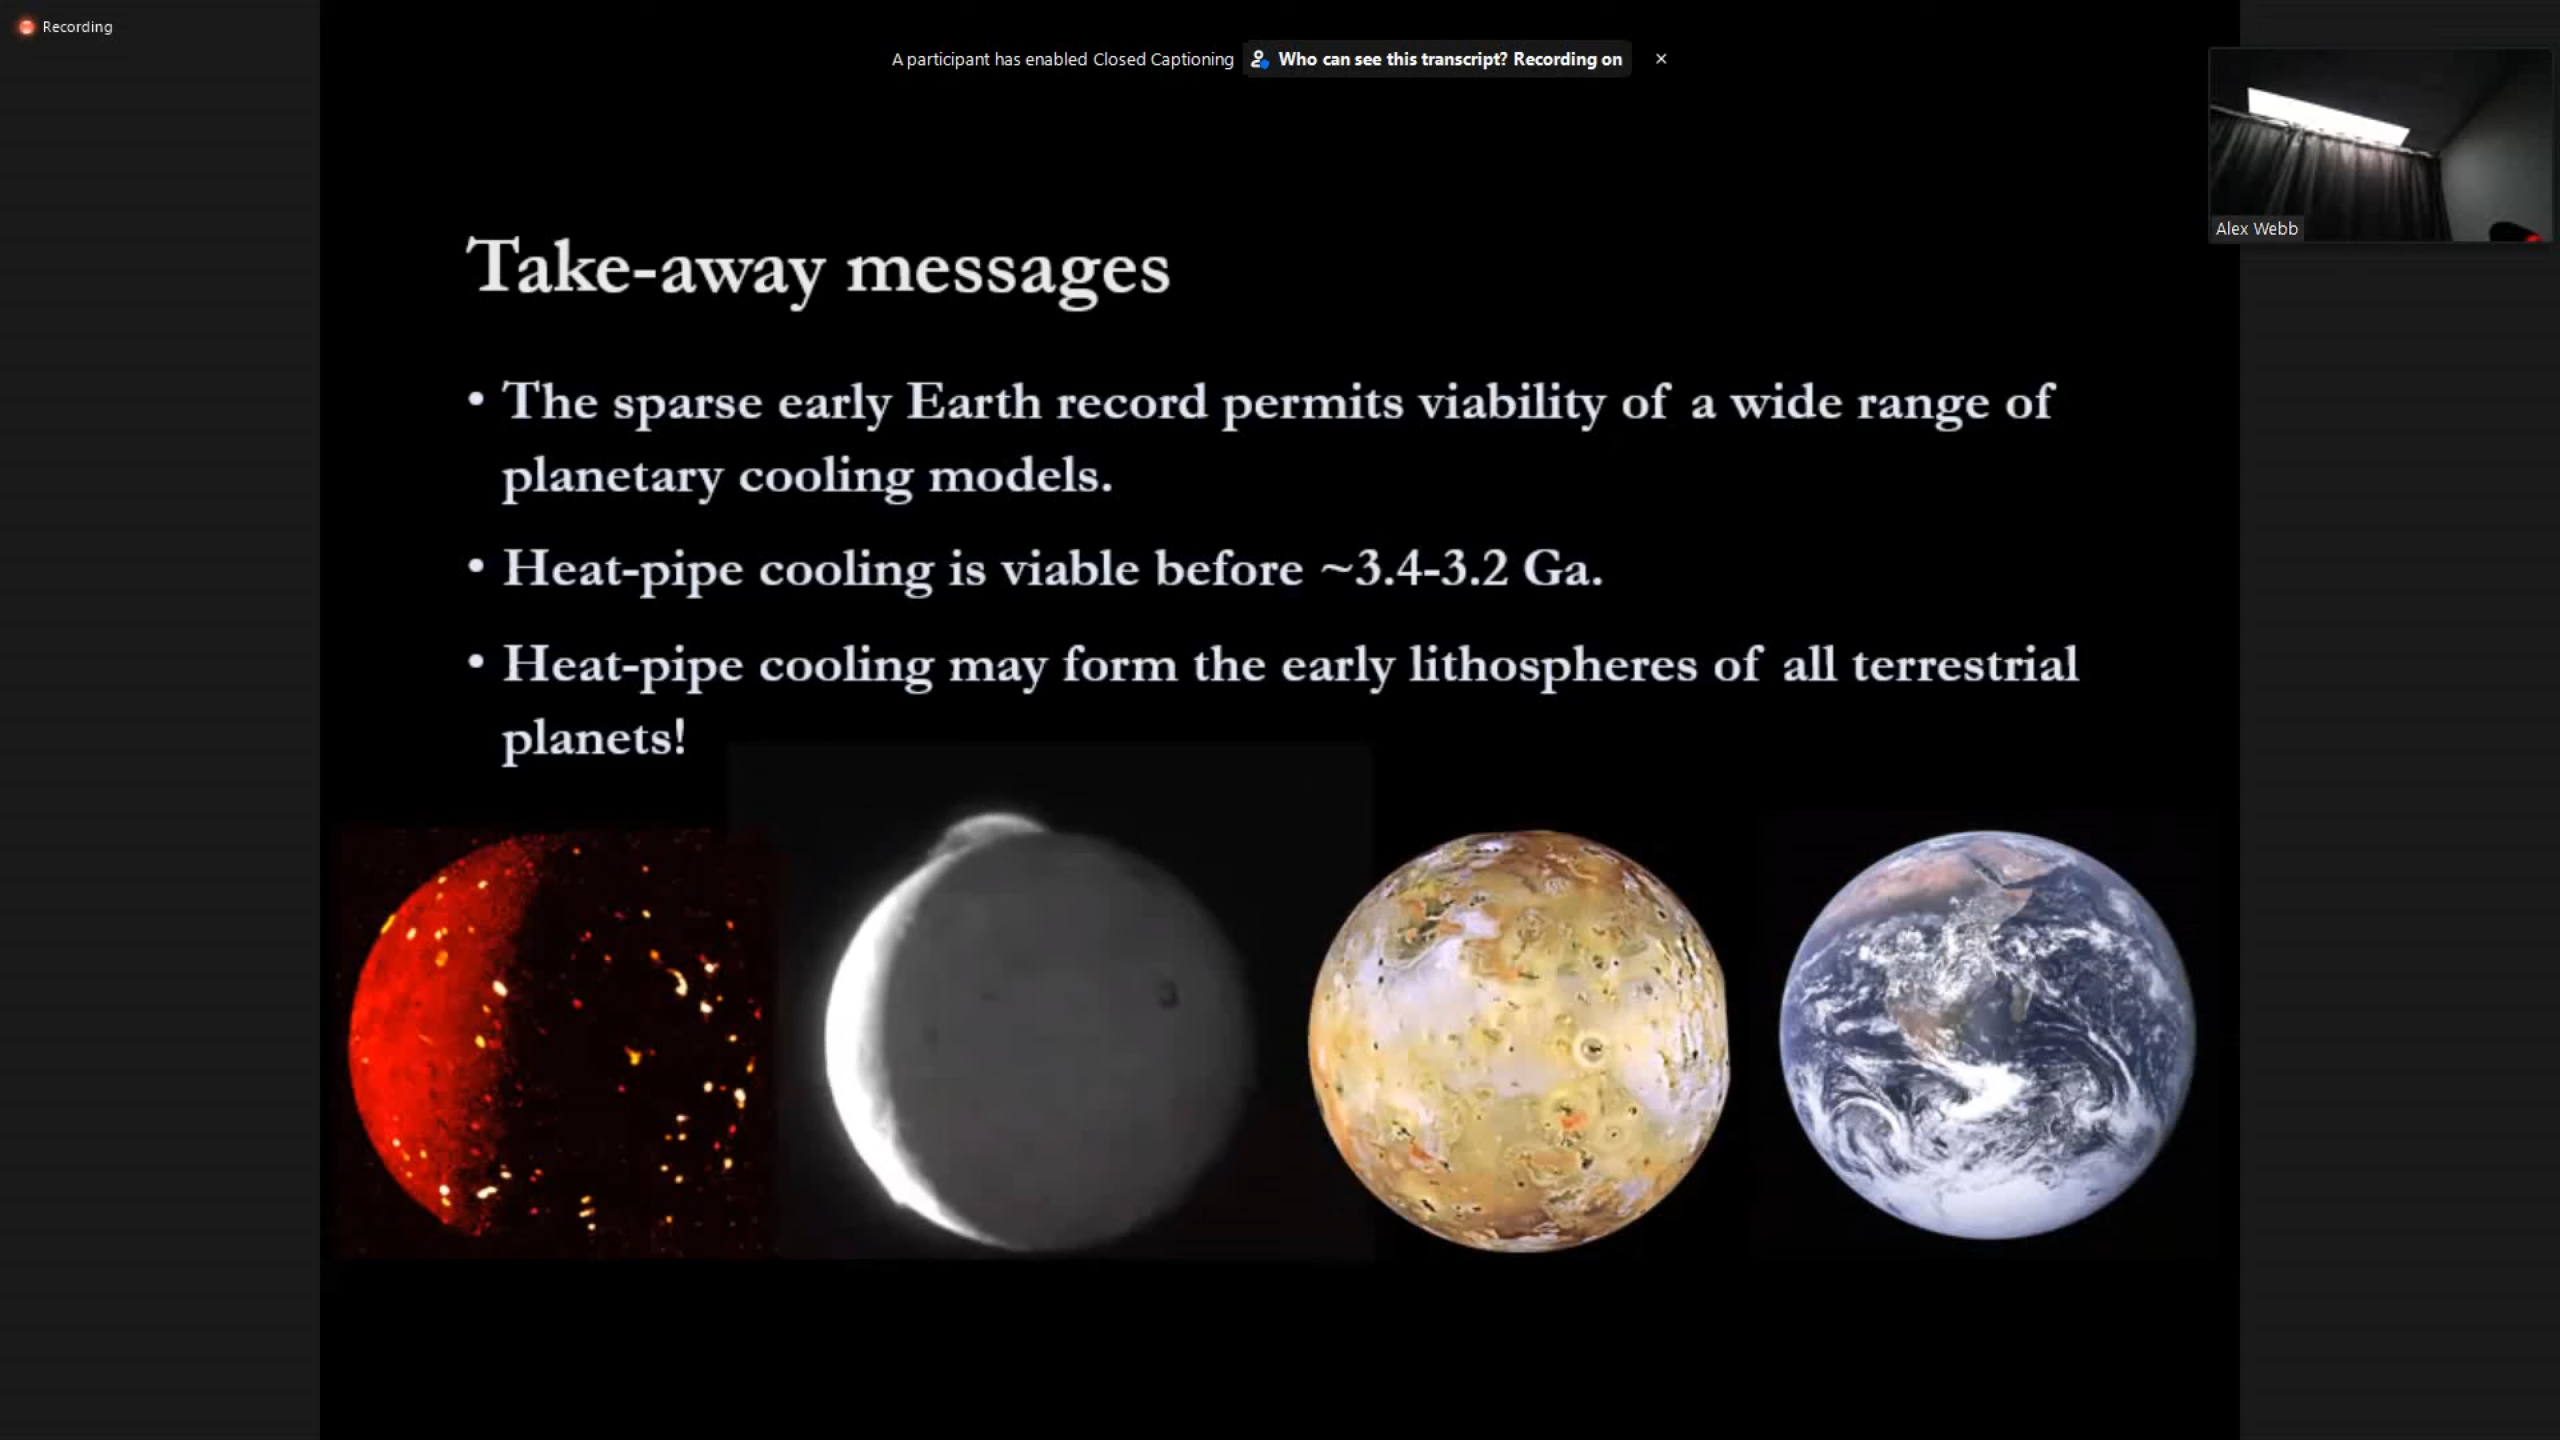 Recording
A participant has enabled Closed Captioning Who can see this transcript? Recording on
Alex Webb
Take-away messages
• The sparse early Earth record permits viability of a wide range of
planetary cooling models.
• Heat-pipe cooling is viable before ~3.4-3.2 Ga.
• Heat-pipe cooling may form the early lithospheres of all terrestrial
planets!